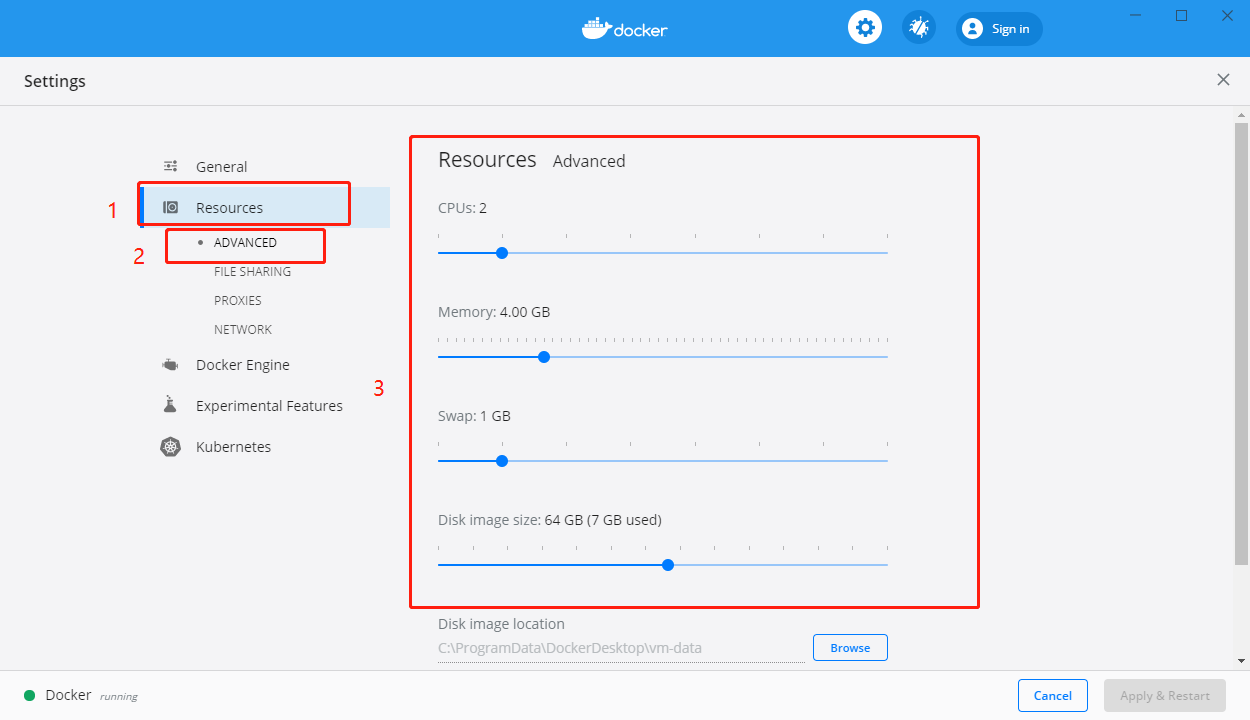 docker
Sign in
Settings
General
1
Resources
2
ADVANCED
FILE SHARING
PROXIES
NETWORK
Docker Engine
Experimental Features
Kubernetes
3
Resources Advanced
CPUs: 2
Memory: 4.00 GB
Swap: 1 GB
Disk image size: 64 GB (7 GB used)
Disk image location
C:\ProgramData\DockerDesktop\vm-data
Browse
Docker running
Cancel
Apply & Restart